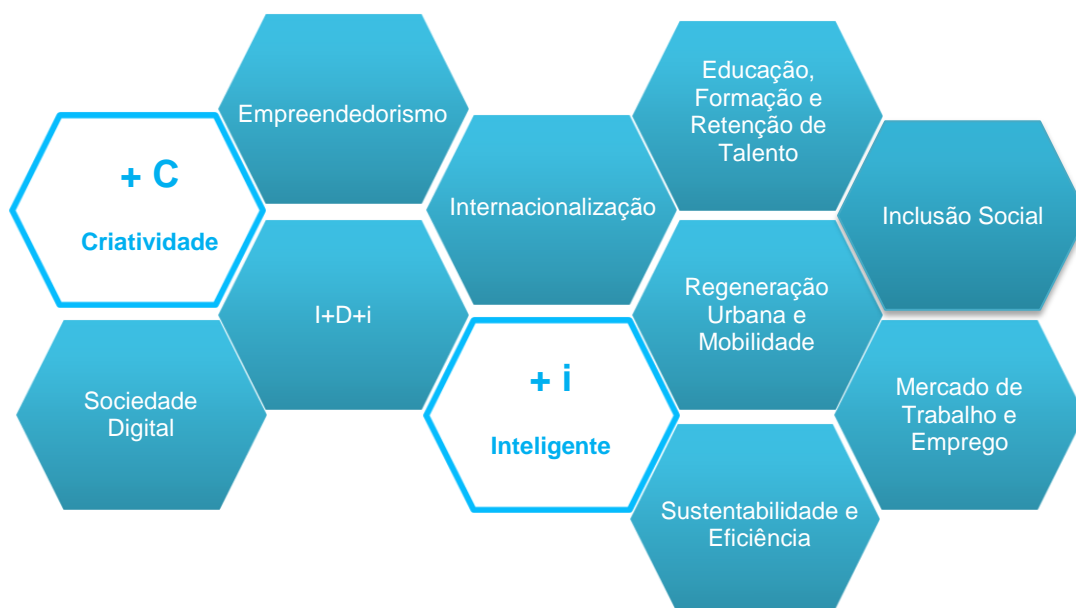 Empreendedorismo
Educação,
Formação e
Retenção de
Talento
+ C
Criatividade
Internacionalização
Inclusão Social
I+D+i
Regeneração
Urbana e
Mobilidade
+ i
Inteligente
Sociedade
Digital
Mercado de
Trabalho e
Emprego
Sustentabilidade e
Eficiência